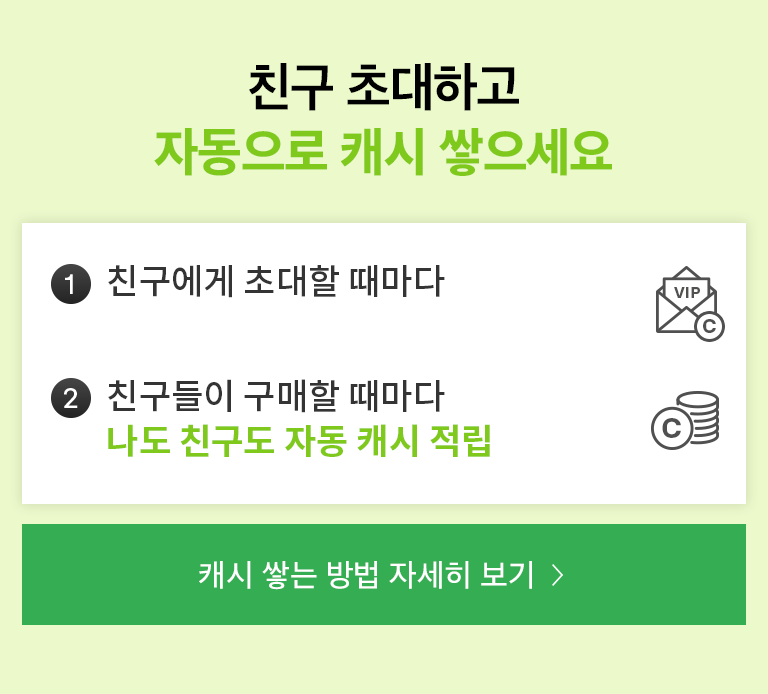 친구 초대하고
자동으로 캐시 쌓으세요
1 친구에게 초대할 때마다
VIP
C
2 친구들이 구매할 때마다
나도 친구도 자동 캐시 적립
C
캐시 쌓는 방법 자세히 보기 >